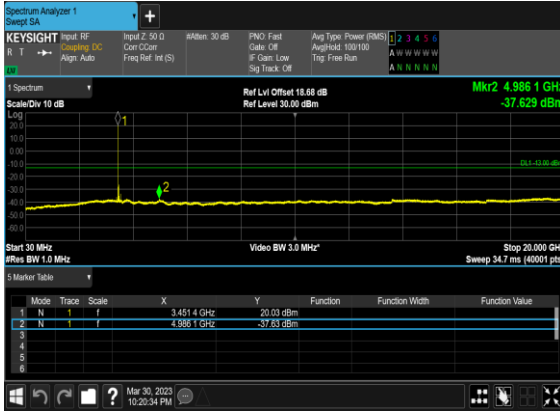 Spectrum Analyzer 1
Swept SA
+
KEYSIGHT Input: RF Input Z: 50 Ω #Atten: 30 dB PNO: Fast Avg Type: Power (RMS) 1 2 3 4 5 6
R T Coupling: DC Corr CCorr Gate: Off Avg|Hold: 100/100 A W W W W W
Align: Auto Freq Ref: Int (S) IF Gain: Low Trig: Free Run
Sig Track: Off A N N N N N
1 Spectrum Ref Lvl Offset 18.68 dB Mkr2 4.986 1 GHz
Scale/Div 10 dB Ref Level 30.00 dBm -37.629 dBm
Log
1
20.0
10.0
0.00
-10.0 DL1 -13.00 dBm
-20.0
-30.0 2
-40.0
-50.0
-60.0
Start 30 MHz Video BW 3.0 MHz* Stop 20.000 GHz
#Res BW 1.0 MHz Sweep 34.7 ms (40001 pts)
5 Marker Table
Mode Trace Scale X Y Function Function Width Function Value
1 N 1 f 3.451 4 GHz 20.03 dBm
2 N 1 f 4.986 1 GHz -37.63 dBm
3
4
5
6
? Mar 30, 2023
10:20:34 PM